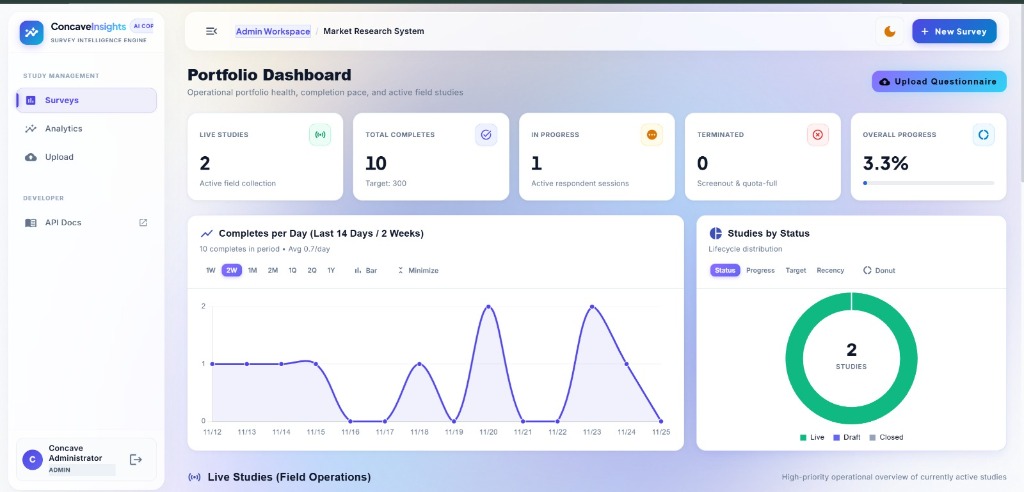 ConcaveInsights
SURVEY INTELLIGENCE ENGINE
STUDY MANAGEMENT
Surveys
Analytics
Upload
DEVELOPER
API Docs
C
Concave
Administrator
ADMIN
Admin Workspace / Market Research System
+ New Survey
Portfolio Dashboard
Operational portfolio health, completion pace, and active field studies
Upload Questionnaire
LIVE STUDIES
2
Active field collection
TOTAL COMPLETES
10
Target: 300
IN PROGRESS
1
Active respondent sessions
TERMINATED
0
Screenout & quota-full
OVERALL PROGRESS
3.3%
Completes per Day (Last 14 Days / 2 Weeks)
10 completes in period • Avg 0.7/day
1W 2W 1M 2M 1Q 2Q 1Y Bar Minimize
2
1
0
11/12 11/13 11/14 11/15 11/16 11/17 11/18 11/19 11/20 11/21 11/22 11/23 11/24 11/25
Studies by Status
Lifecycle distribution
Status Progress Target Recency Donut
2
STUDIES
Live Draft Closed
Live Studies (Field Operations)
High-priority operational overview of currently active studies